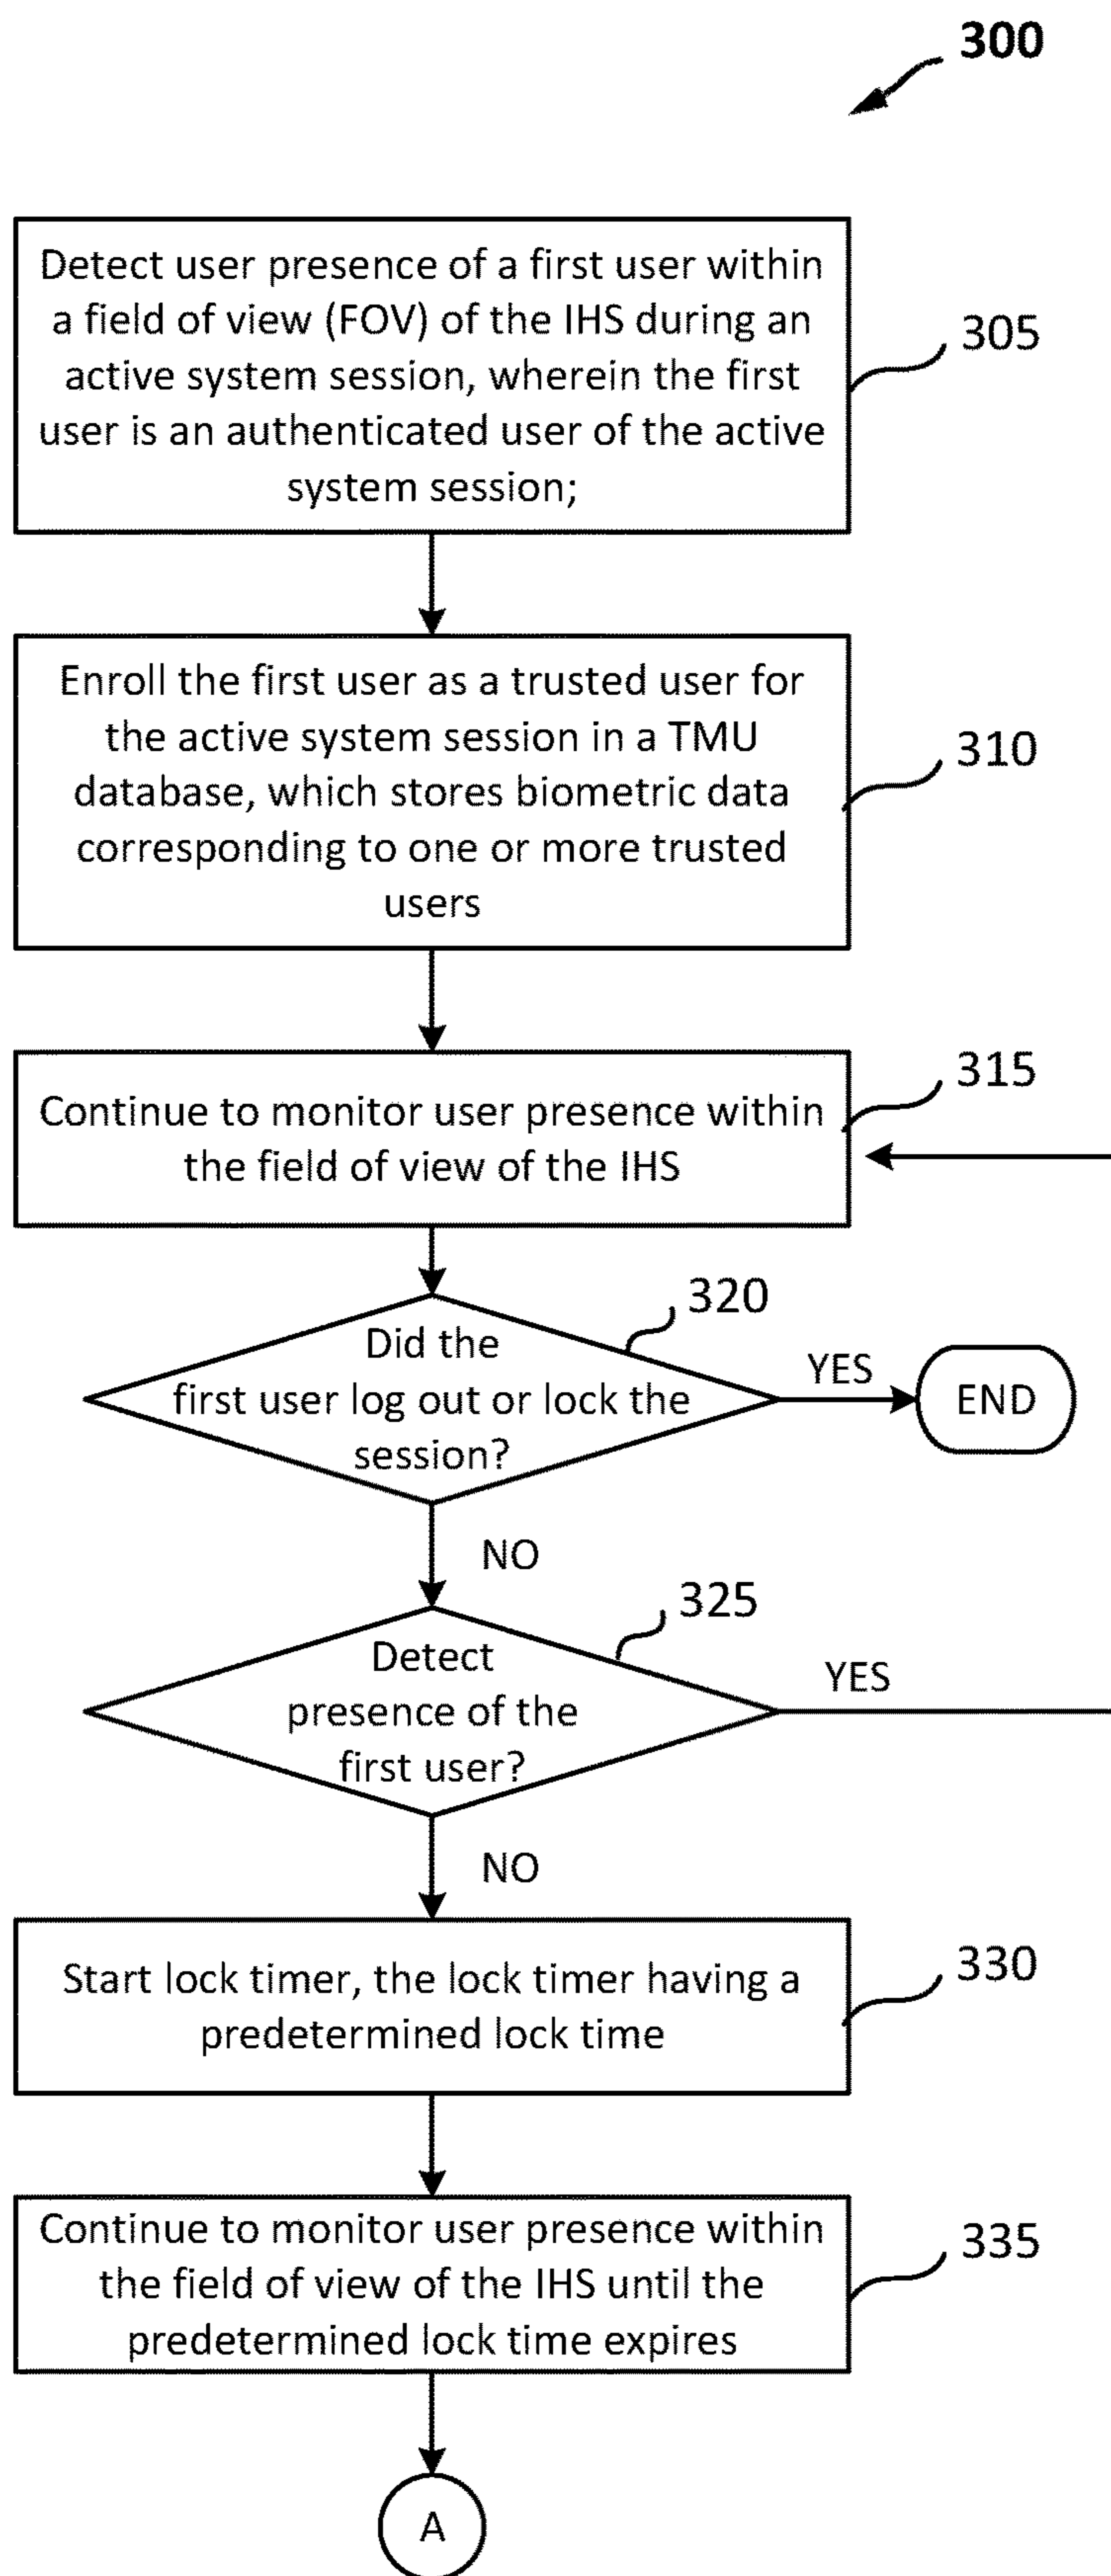 300
Detect user presence of a first user within
a field of view (FOV) of the IHS during an
active system session, wherein the first
user is an authenticated user of the active
system session;
305
Enroll the first user as a trusted user for
the active system session in a TMU
database, which stores biometric data
corresponding to one or more trusted
users
310
Continue to monitor user presence within
the field of view of the IHS
315
320
Did the
first user log out or lock the
session?
YES
END
NO
325
Detect
presence of the
first user?
YES
NO
Start lock timer, the lock timer having a
predetermined lock time
330
Continue to monitor user presence within
the field of view of the IHS until the
predetermined lock time expires
335
A